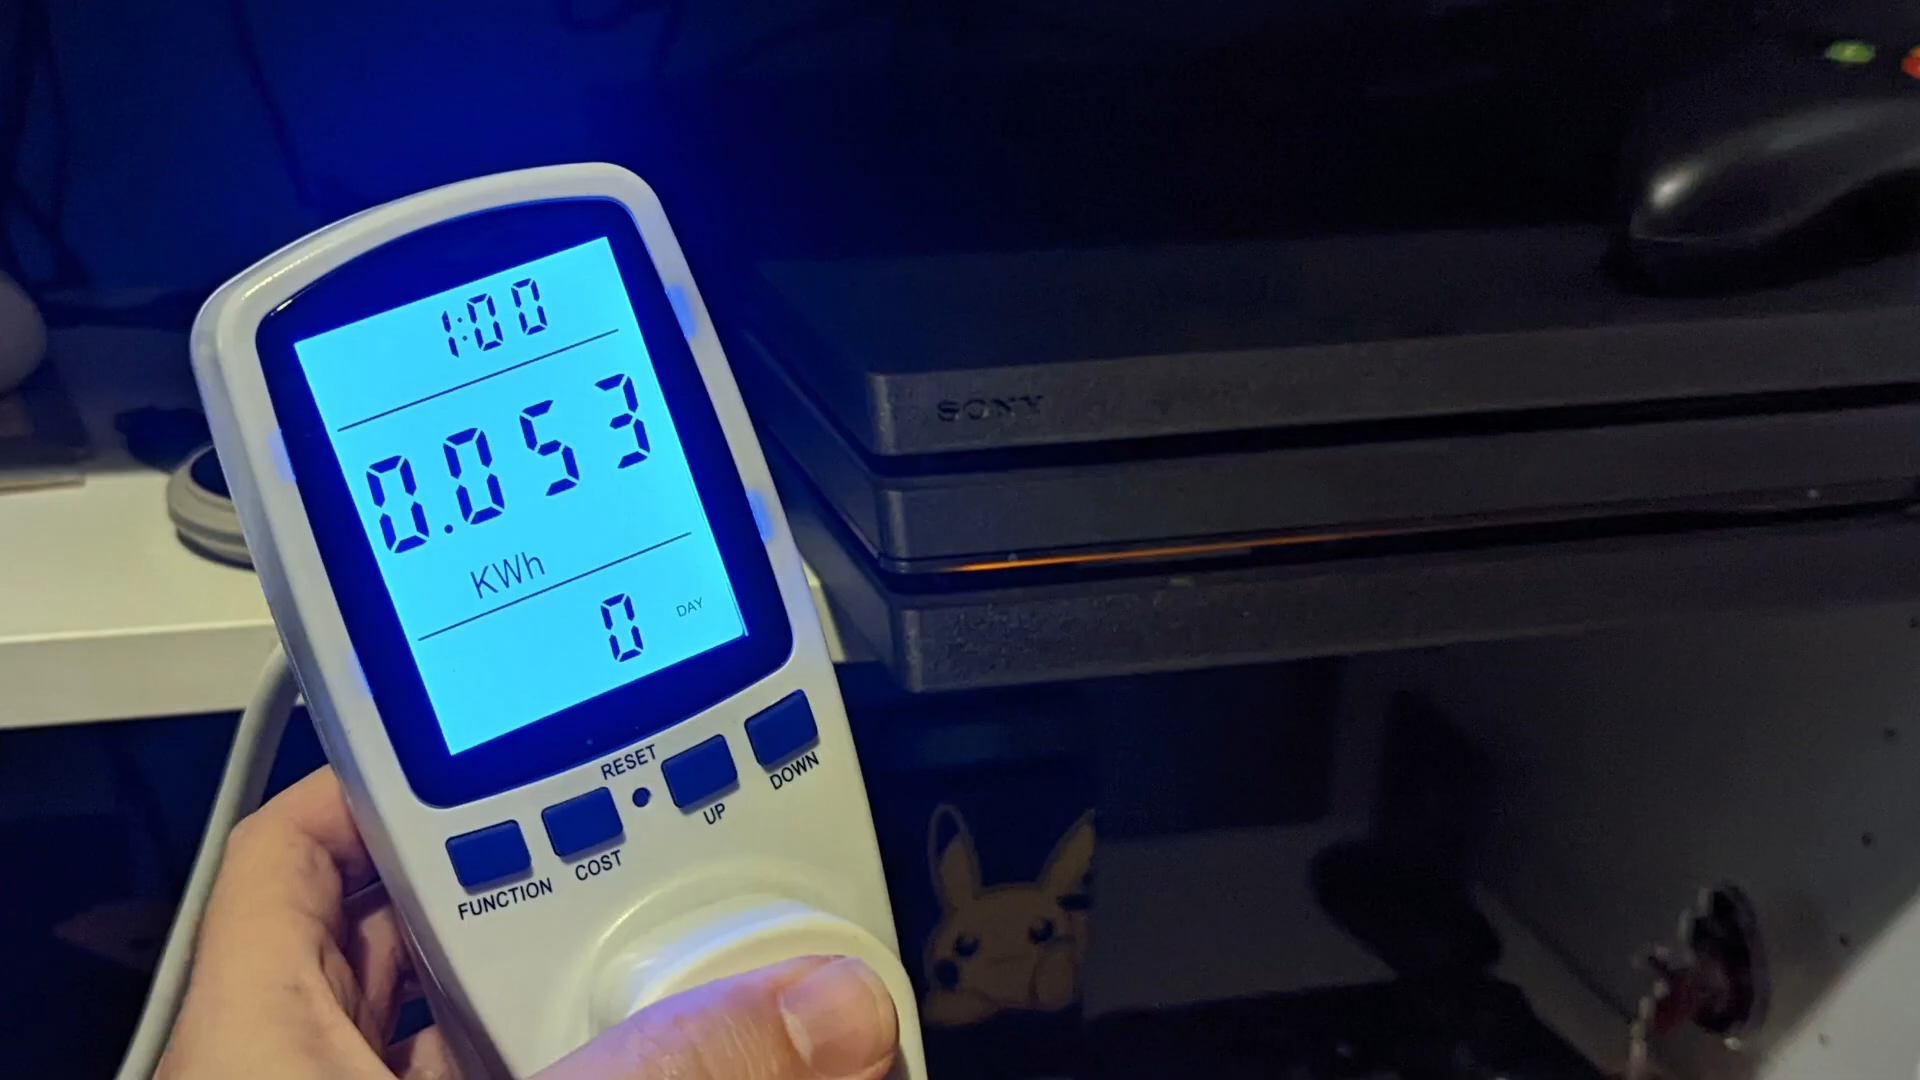 1:00
0.053
KWh
0 DAY
RESET
FUNCTION COST UP DOWN
SONY